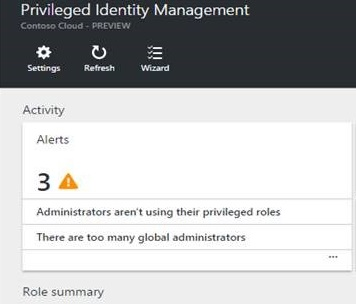 Privileged Identity Management
Contoso Cloud - PREVIEW
Settings Refresh Wizard
Activity
Alerts
3
Administrators aren't using their privileged roles
There are too many global administrators
...
Role summary